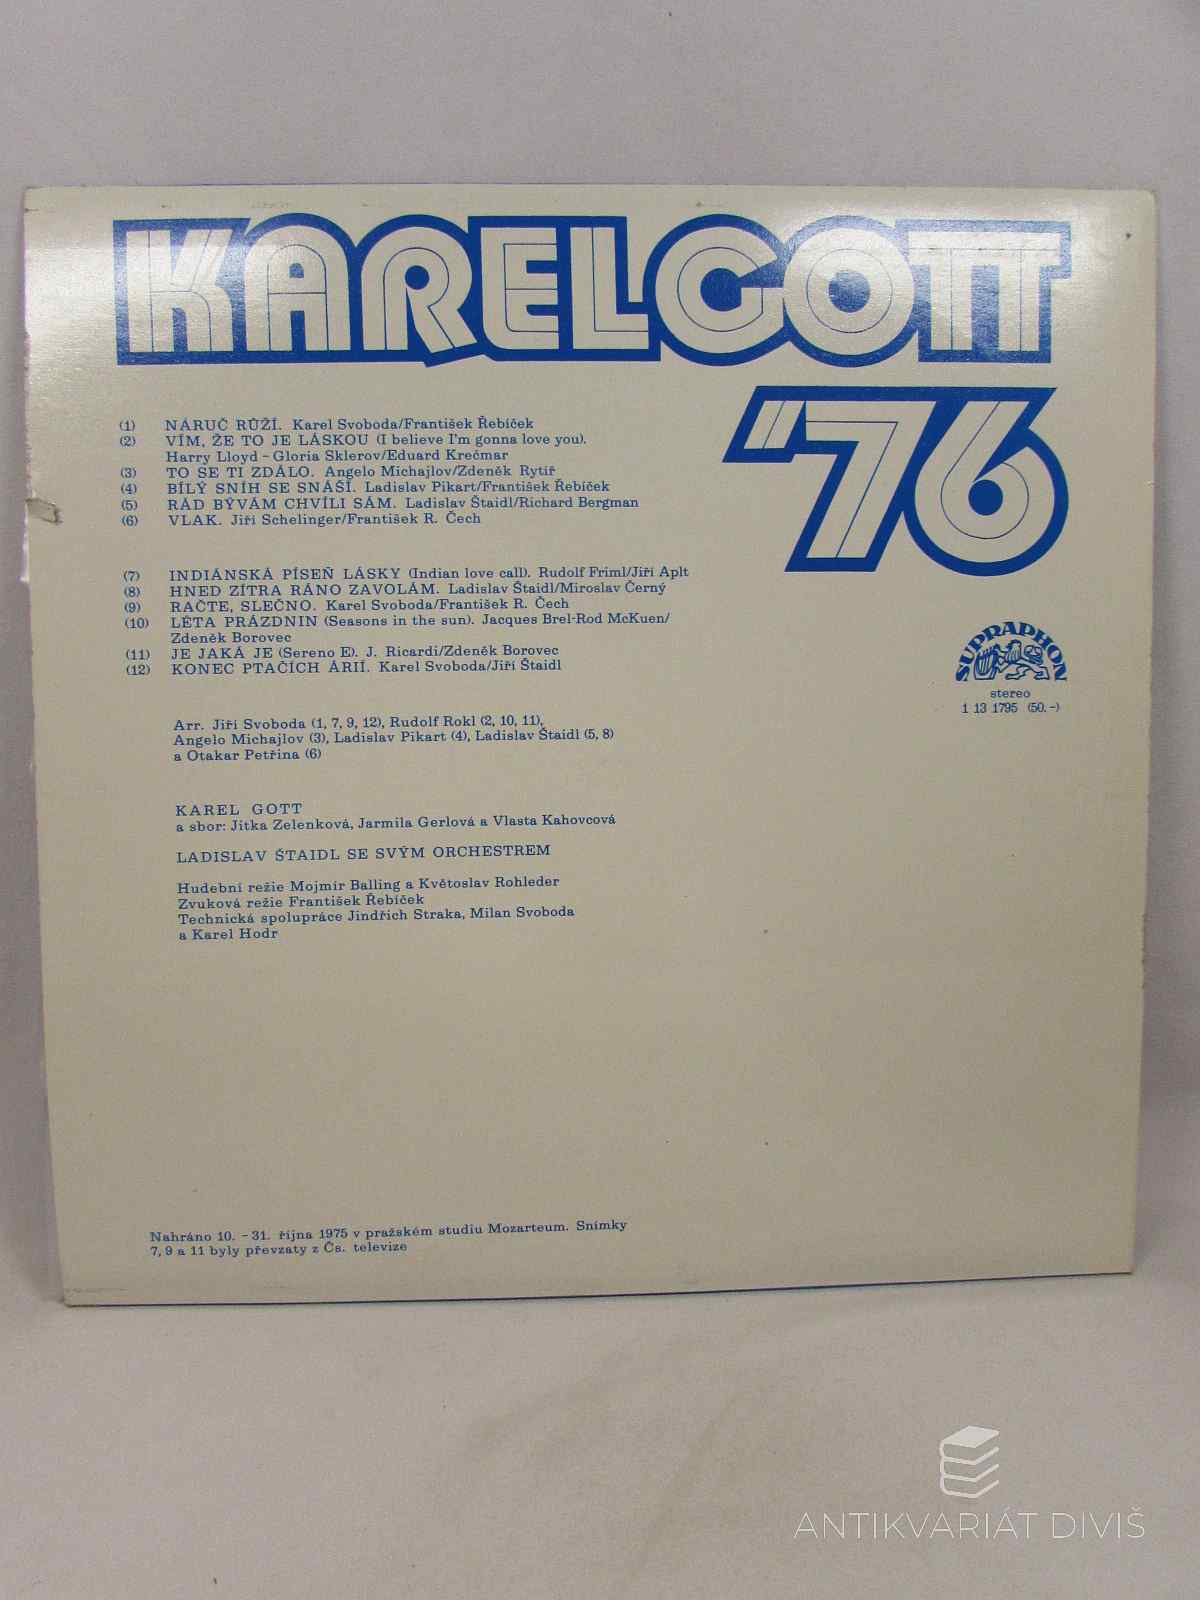 KAREL GOTT
'76
(1) NÁRUČ RŮŽÍ. Karel Svoboda/František Řebíček
(2) VÍM, ŽE TO JE LÁSKOU (I believe I'm gonna love you).
Harry Lloyd - Gloria Sklerov/Eduard Krečmar
(3) TO SE TI ZDÁLO. Angelo Michajlov/Zdeněk Rytíř
(4) BÍLÝ SNÍH SE SNÁŠÍ. Ladislav Pikart/František Řebíček
(5) RÁD BÝVÁM CHVÍLI SÁM. Ladislav Štaidl/Richard Bergman
(6) VLAK. Jiří Schelinger/František R. Čech
(7) INDIÁNSKÁ PÍSEŇ LÁSKY (Indian love call). Rudolf Friml/Jiří Aplt
(8) HNED ZÍTRA RÁNO ZAVOLÁM. Ladislav Štaidl/Miroslav Černý
(9) RAČTE, SLEČNO. Karel Svoboda/František R. Čech
(10) LÉTA PRÁZDNIN (Seasons in the sun). Jacques Brel-Rod McKuen/
Zdeněk Borovec
(11) JE JAKÁ JE (Sereno E). J. Ricardi/Zdeněk Borovec
(12) KONEC PTAČÍCH ÁRIÍ. Karel Svoboda/Jiří Štaidl
SUPRAPHON
stereo
1 13 1795 (50.-)
Arr. Jiří Svoboda (1, 7, 9, 12), Rudolf Rokl (2, 10, 11),
Angelo Michajlov (3), Ladislav Pikart (4), Ladislav Štaidl (5, 8)
a Otakar Petřina (6)
KAREL GOTT
a sbor: Jitka Zelenková, Jarmila Gerlová a Vlasta Kahovcová
LADISLAV ŠTAIDL SE SVÝM ORCHESTREM
Hudební režie Mojmír Balling a Květoslav Rohleder
Zvuková režie František Řebíček
Technická spolupráce Jindřich Straka, Milan Svoboda
a Karel Hodr
Nahráno 10. - 31. října 1975 v pražském studiu Mozarteum. Snímky
7, 9 a 11 byly převzaty z Čs. televize
ANTIKVARIÁT DIVIŠ